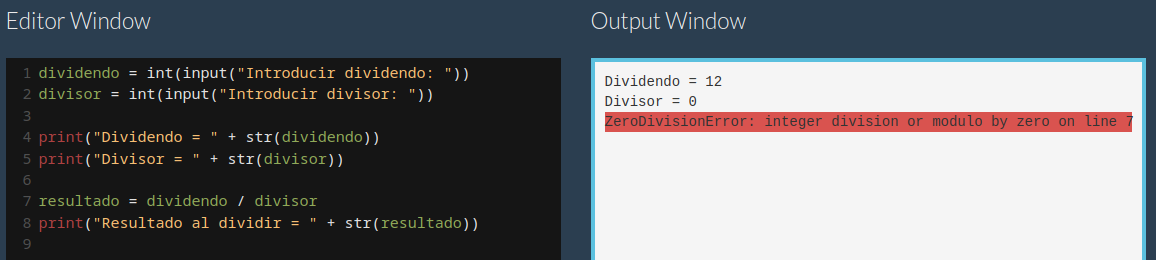 Editor Window
1 dividendo = int(input("Introducir dividendo: "))
2 divisor = int(input("Introducir divisor: "))
3
4 print("Dividendo = " + str(dividendo))
5 print("Divisor = " + str(divisor))
6
7 resultado = dividendo / divisor
8 print("Resultado al dividir = " + str(resultado))
9
Output Window
Dividendo = 12
Divisor = 0
ZeroDivisionError: integer division or modulo by zero on line 7